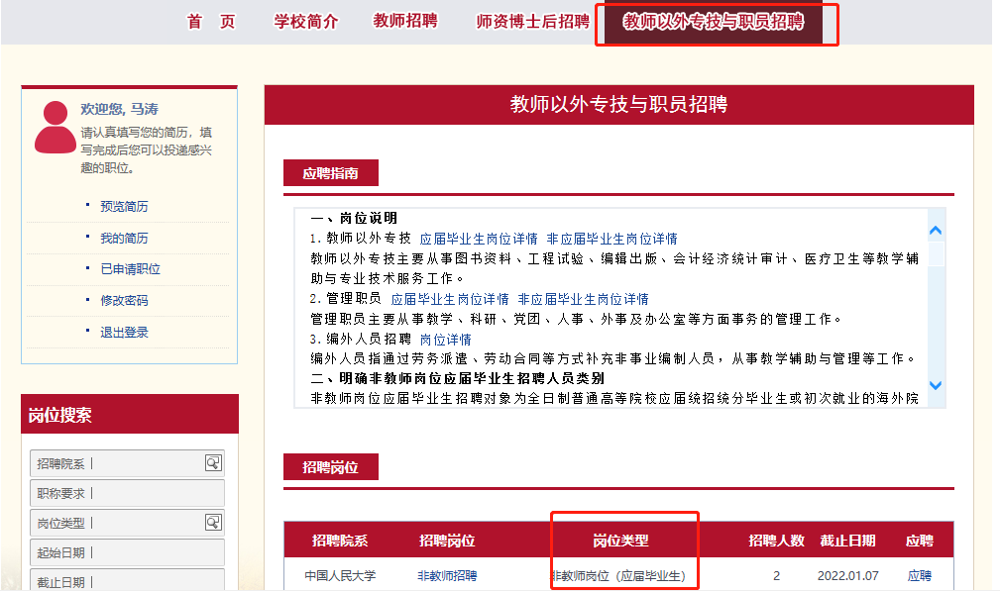 首 页 学校简介 教师招聘 师资博士后招聘 教师以外专技与职员招聘
欢迎您, 马涛
请认真填写您的简历，填
写完成后您可以投递感兴
趣的职位。
预览简历
我的简历
已申请职位
修改密码
退出登录
岗位搜索
招聘院系
职称要求
岗位类型
起始日期
截止日期
教师以外专技与职员招聘
应聘指南
一、岗位说明
1. 教师以外专技 应届毕业生岗位详情 非应届毕业生岗位详情
教师以外专技主要从事图书资料、工程试验、编辑出版、会计经济统计审计、医疗卫生等教学辅
助与专业技术服务工作。
2. 管理职员 应届毕业生岗位详情 非应届毕业生岗位详情
管理职员主要从事教学、科研、党团、人事、外事及办公室等方面事务的管理工作。
3. 编外人员招聘 岗位详情
编外人员指通过劳务派遣、劳动合同等方式补充非事业编制人员，从事教学辅助与管理等工作。
二、明确非教师岗位应届毕业生招聘人员类别
非教师岗位应届毕业生招聘对象为全日制普通高等院校应届统招统分毕业生或初次就业的海外院
招聘岗位
招聘院系 招聘岗位 岗位类型 招聘人数 截止日期 应聘
中国人民大学 非教师招聘 非教师岗位（应届毕业生） 2 2022.01.07 应聘